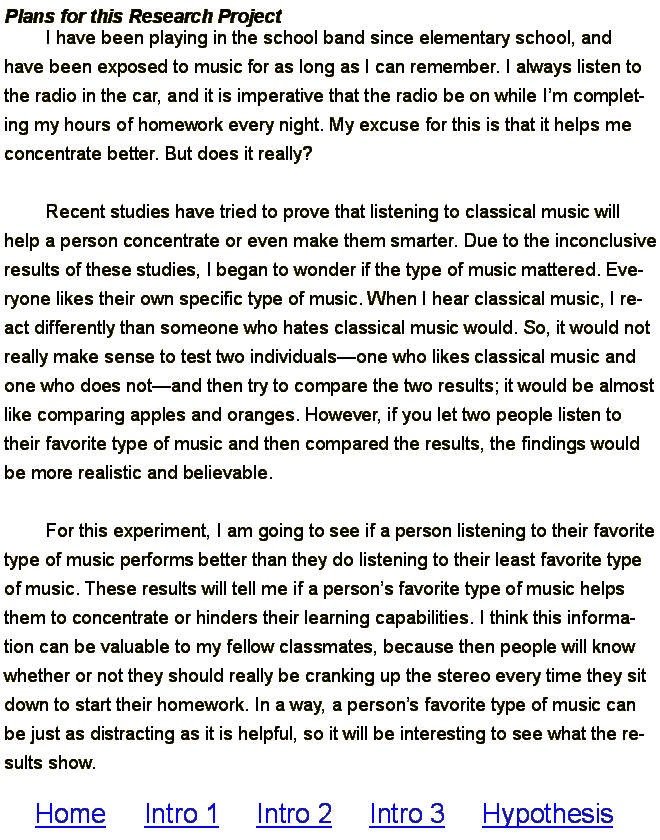 Plans for this Research Project
I have been playing in the school band since elementary school, and
have been exposed to music for as long as I can remember. I always listen to
the radio in the car, and it is imperative that the radio be on while I’m complet-
ing my hours of homework every night. My excuse for this is that it helps me
concentrate better. But does it really?
Recent studies have tried to prove that listening to classical music will
help a person concentrate or even make them smarter. Due to the inconclusive
results of these studies, I began to wonder if the type of music mattered. Eve-
ryone likes their own specific type of music. When I hear classical music, I re-
act differently than someone who hates classical music would. So, it would not
really make sense to test two individuals—one who likes classical music and
one who does not—and then try to compare the two results; it would be almost
like comparing apples and oranges. However, if you let two people listen to
their favorite type of music and then compared the results, the findings would
be more realistic and believable.
For this experiment, I am going to see if a person listening to their favorite
type of music performs better than they do listening to their least favorite type
of music. These results will tell me if a person’s favorite type of music helps
them to concentrate or hinders their learning capabilities. I think this informa-
tion can be valuable to my fellow classmates, because then people will know
whether or not they should really be cranking up the stereo every time they sit
down to start their homework. In a way, a person’s favorite type of music can
be just as distracting as it is helpful, so it will be interesting to see what the re-
sults show.
Home Intro 1 Intro 2 Intro 3 Hypothesis